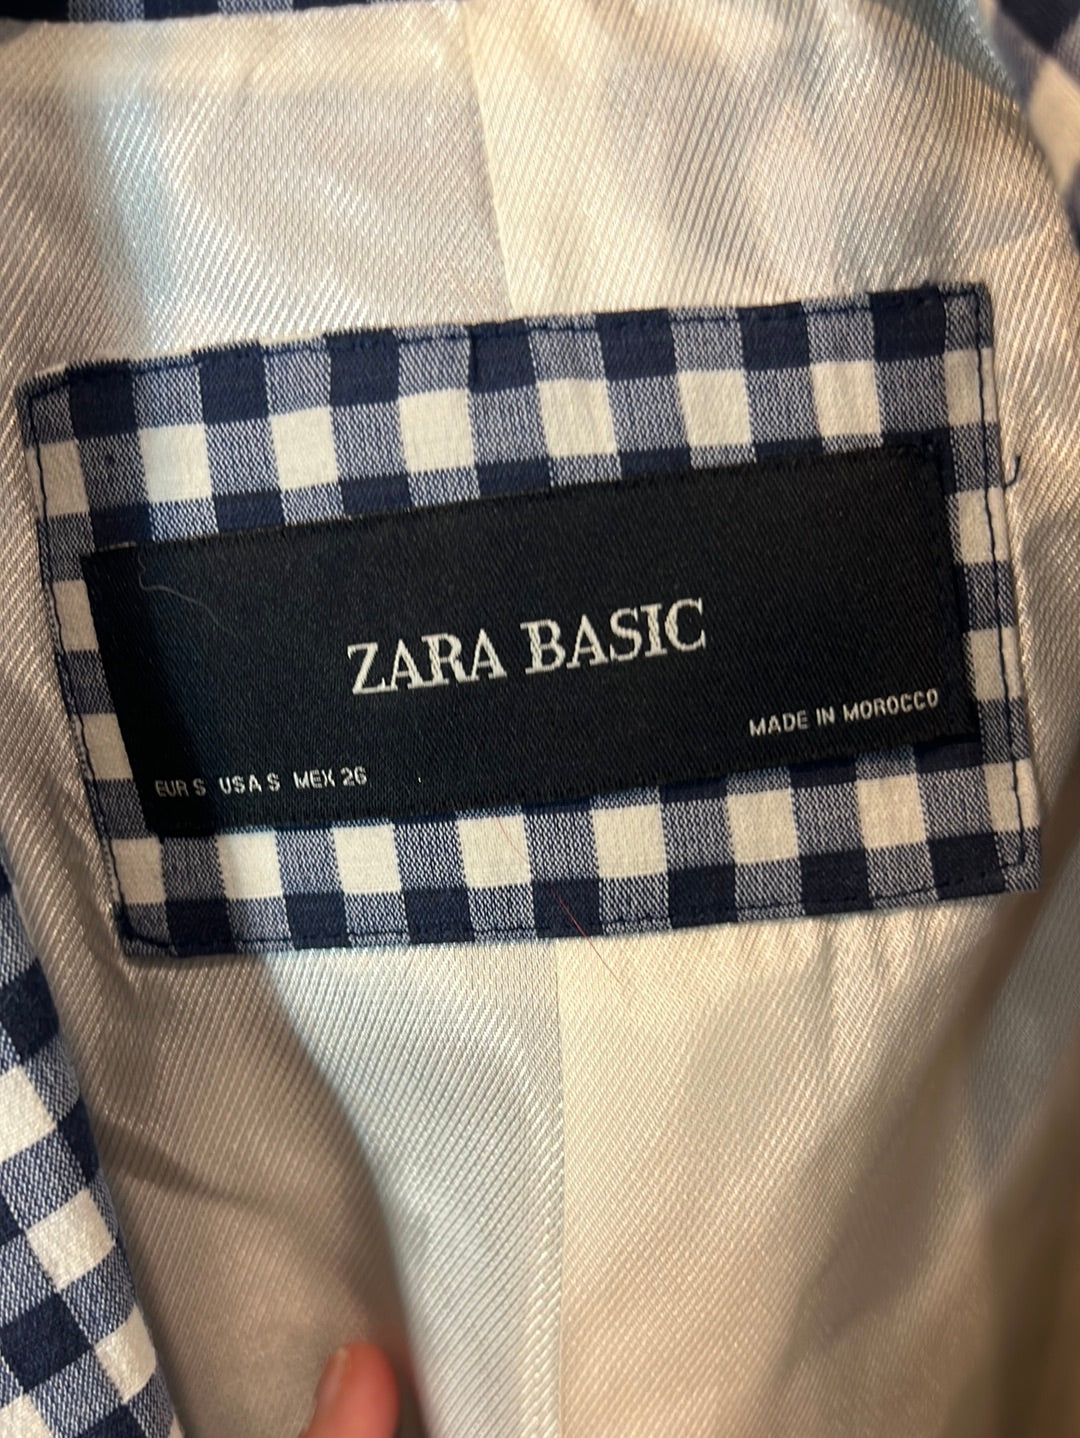 ZARA BASIC
MADE IN MOROCCO
EUR S USA S MEX 26